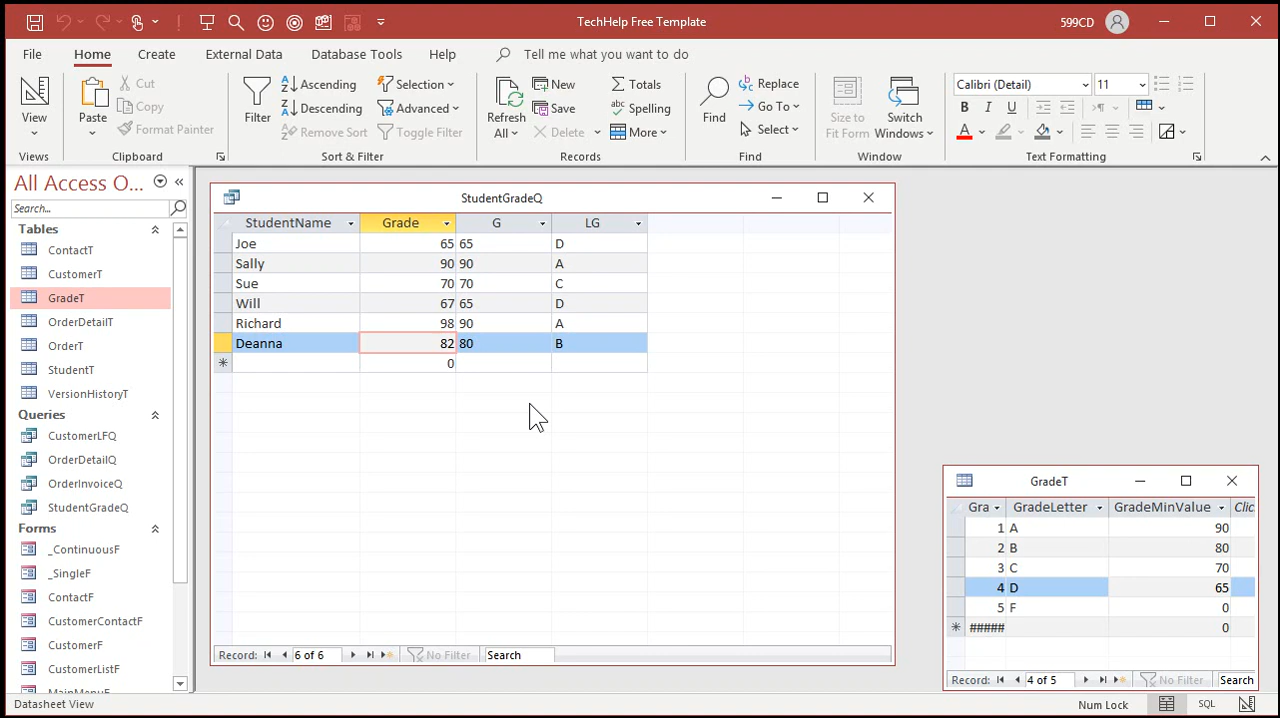 TechHelp Free Template
599CD
File Home Create External Data Database Tools Help Tell me what you want to do
View
Views
Paste
Cut
Copy
Format Painter
Clipboard
Filter
Ascending
Descending
Remove Sort
Selection
Advanced
Toggle Filter
Sort & Filter
Refresh
All
New
Save
Delete
Totals
Spelling
More
Records
Find
Replace
Go To
Select
Find
Size to
Fit Form
Switch
Windows
Window
Calibri (Detail) 11
B I U
A
Text Formatting
All Access O...
Search...
Tables
ContactT
CustomerT
GradeT
OrderDetailT
OrderT
StudentT
VersionHistoryT
Queries
CustomerLFQ
OrderDetailQ
OrderInvoiceQ
StudentGradeQ
Forms
_ContinuousF
_SingleF
ContactF
CustomerContactF
CustomerF
CustomerListF
MainMenuF
StudentGradeQ
StudentName Grade G LG
Joe 65 65 D
Sally 90 90 A
Sue 70 70 C
Will 67 65 D
Richard 98 90 A
Deanna 82 80 B
0
Record: 6 of 6 No Filter Search
GradeT
Gra GradeLetter GradeMinValue Clic
1 A 90
2 B 80
3 C 70
4 D 65
5 F 0
##### 0
Record: 4 of 5 No Filter Search
Datasheet View
Num Lock SQL